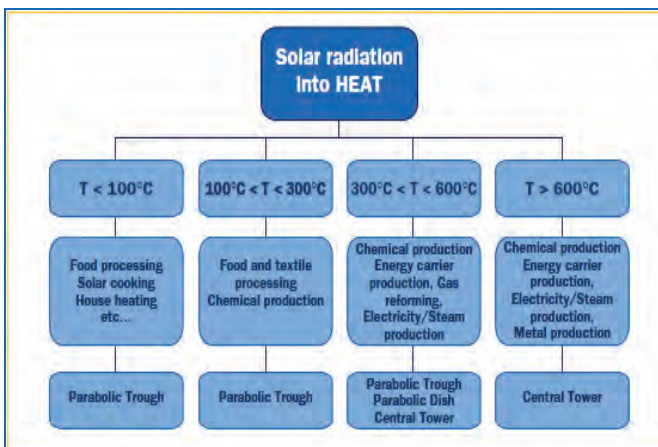 Solar radiation
into HEAT
T < 100°C
100°C < T < 300°C
300°C < T < 600°C
T > 600°C
Food processing
Solar cooking
House heating
etc...
Food and textile
processing
Chemical production
Chemical production
Energy carrier
production, Gas
reforming,
Electricity/Steam
production
Chemical production
Energy carrier
production,
Electricity/Steam
production,
Metal production
Parabolic Trough
Parabolic Trough
Parabolic Trough
Parabolic Dish
Central Tower
Central Tower